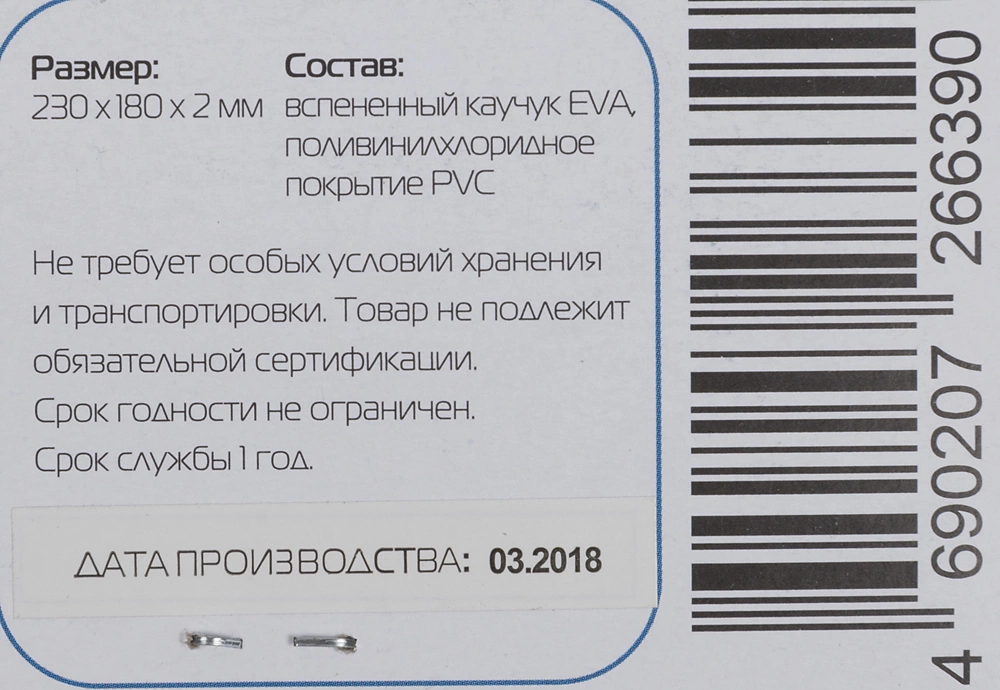 Размер:
230 х 180 х 2 мм
Состав:
вспененный каучук EVA,
поливинилхлоридное
покрытие PVC
Не требует особых условий хранения
и транспортировки. Товар не подлежит
обязательной сертификации.
Срок годности не ограничен.
Срок службы 1 год.
ДАТА ПРОИЗВОДСТВА: 03.2018
4 690207 266390